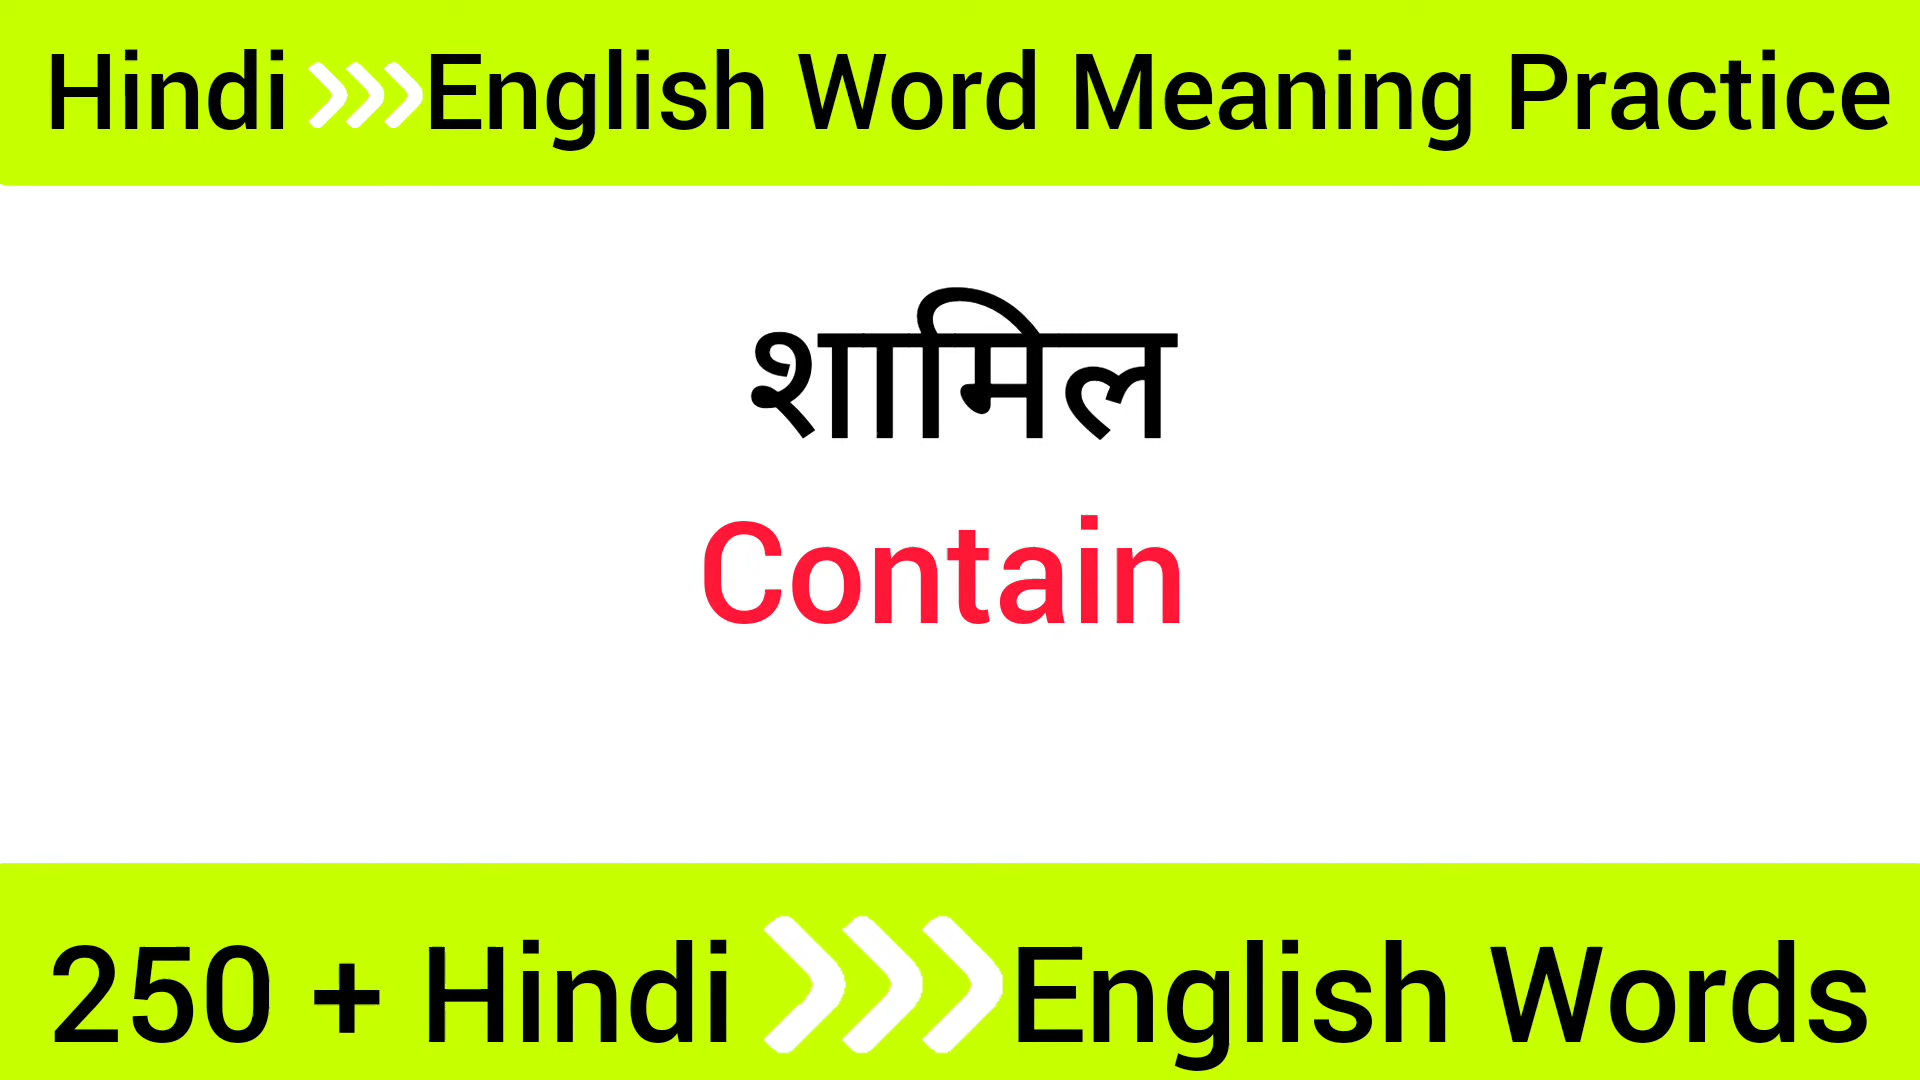 Hindi English Word Meaning Practice
शामिल
Contain
250 + Hindi English Words